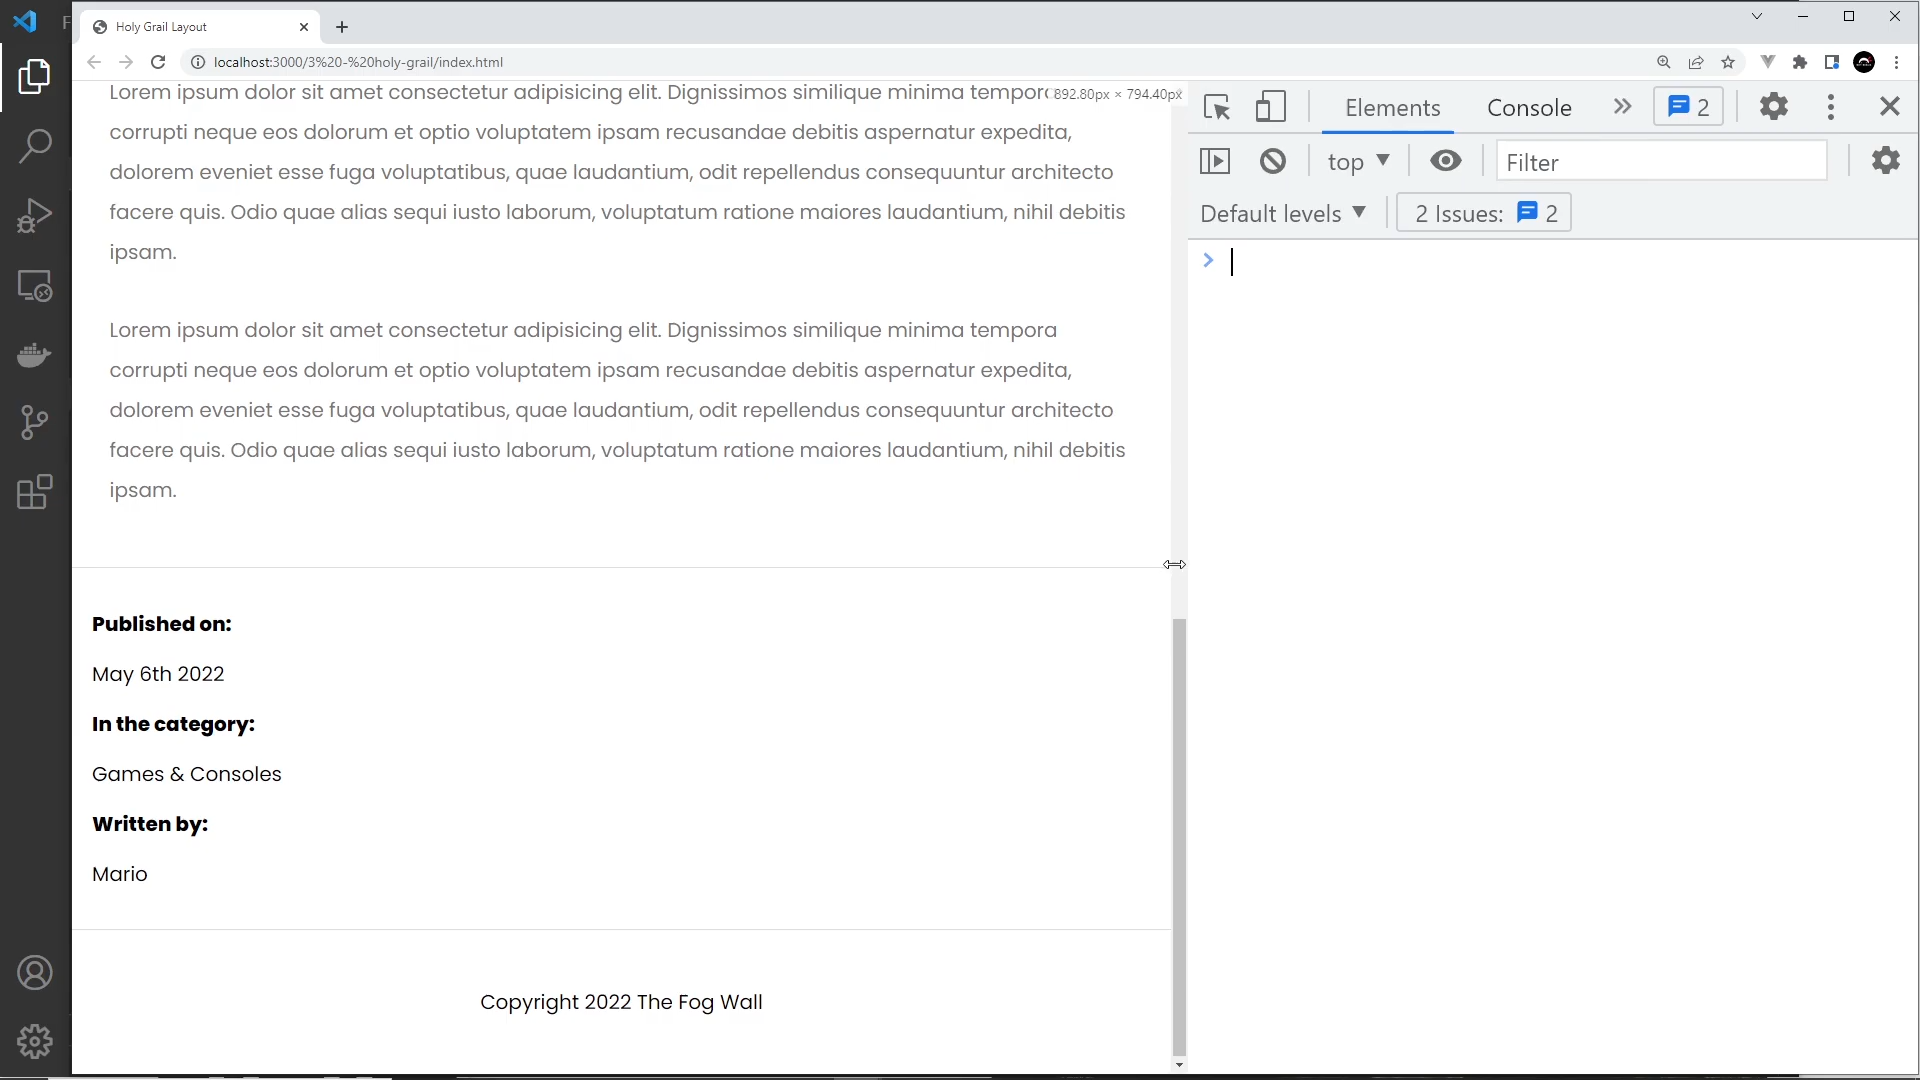 F
Holy Grail Layout
localhost:3000/3%20-%20holy-grail/index.html
Lorem ipsum dolor sit amet consectetur adipisicing elit. Dignissimos similique minima tempora
892.80px × 794.40px
corrupti neque eos dolorum et optio voluptatem ipsam recusandae debitis aspernatur expedita,
dolorem eveniet esse fuga voluptatibus, quae laudantium, odit repellendus consequuntur architecto
facere quis. Odio quae alias sequi iusto laborum, voluptatum ratione maiores laudantium, nihil debitis
ipsam.
Lorem ipsum dolor sit amet consectetur adipisicing elit. Dignissimos similique minima tempora
corrupti neque eos dolorum et optio voluptatem ipsam recusandae debitis aspernatur expedita,
dolorem eveniet esse fuga voluptatibus, quae laudantium, odit repellendus consequuntur architecto
facere quis. Odio quae alias sequi iusto laborum, voluptatum ratione maiores laudantium, nihil debitis
ipsam.
Published on:
May 6th 2022
In the category:
Games & Consoles
Written by:
Mario
Copyright 2022 The Fog Wall
Elements Console 2
top Filter
Default levels 2 Issues: 2